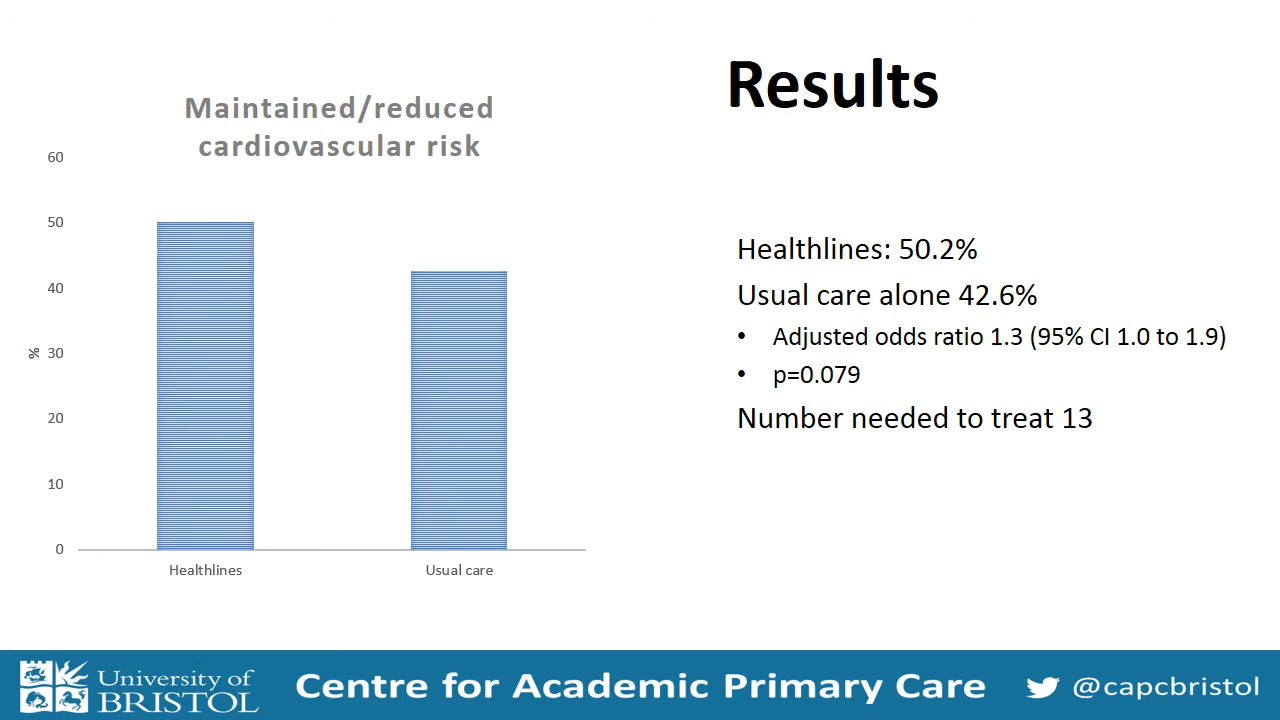 Results
Maintained/reduced
cardiovascular risk
60
50
40
30
20
10
0
%
Healthlines
Usual care
Healthlines: 50.2%
Usual care alone 42.6%
• Adjusted odds ratio 1.3 (95% CI 1.0 to 1.9)
• p=0.079
Number needed to treat 13
University of
BRISTOL
Centre for Academic Primary Care
@capcbristol